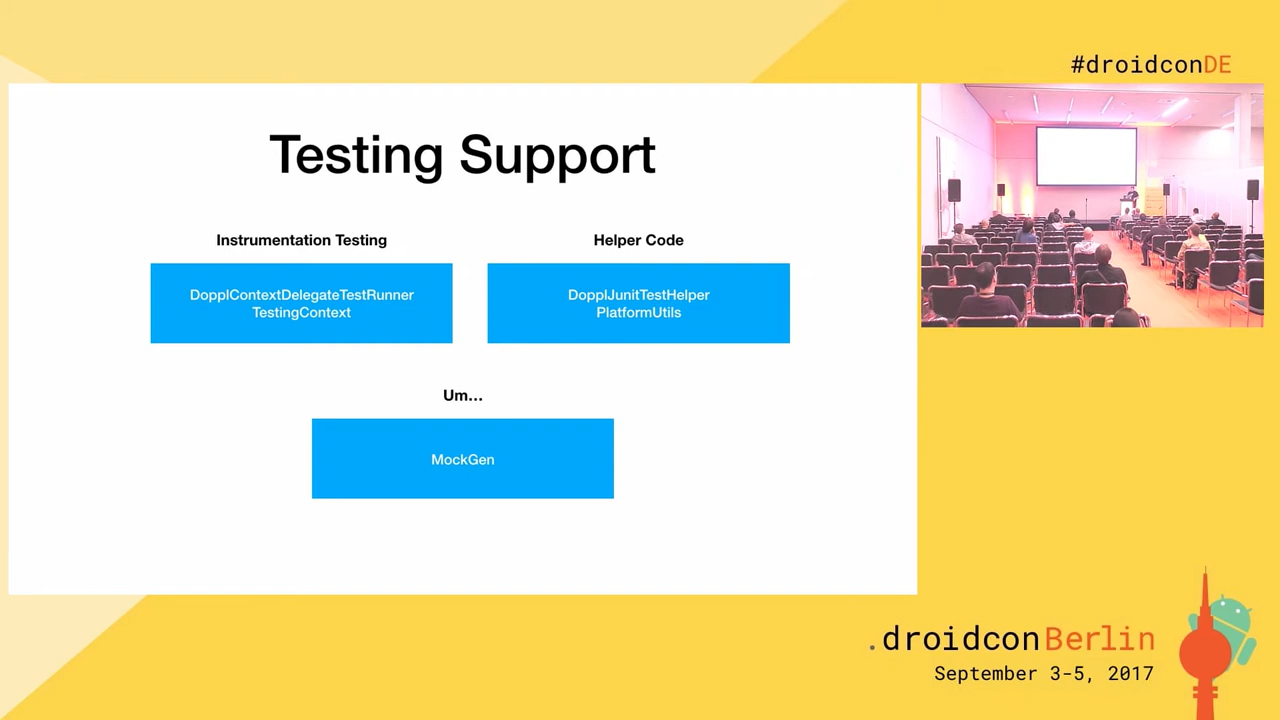 #droidconDE
Testing Support
Instrumentation Testing
Helper Code
DopplContextDelegateTestRunner
TestingContext
DopplJunitTestHelper
PlatformUtils
Um...
MockGen
.droidconBerlin
September 3-5, 2017